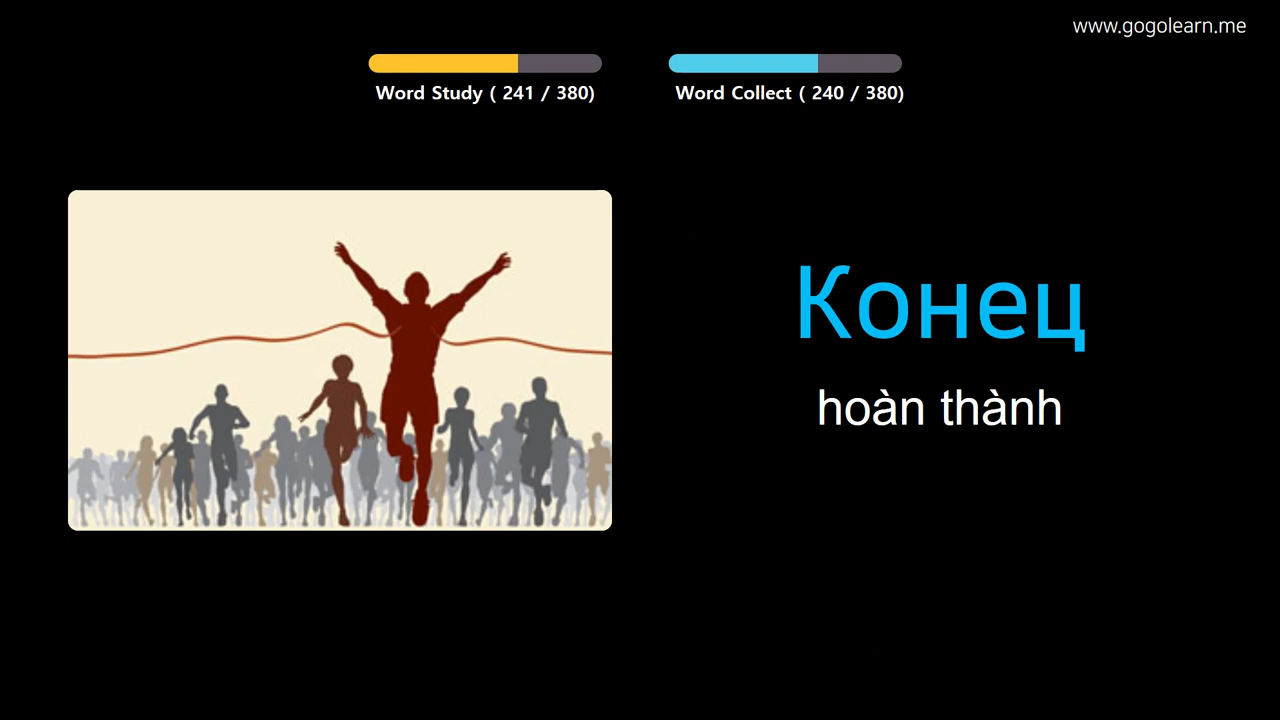 www.gogolearn.me
Word Study ( 241 / 380)
Word Collect ( 240 / 380)
Конец
hoàn thành